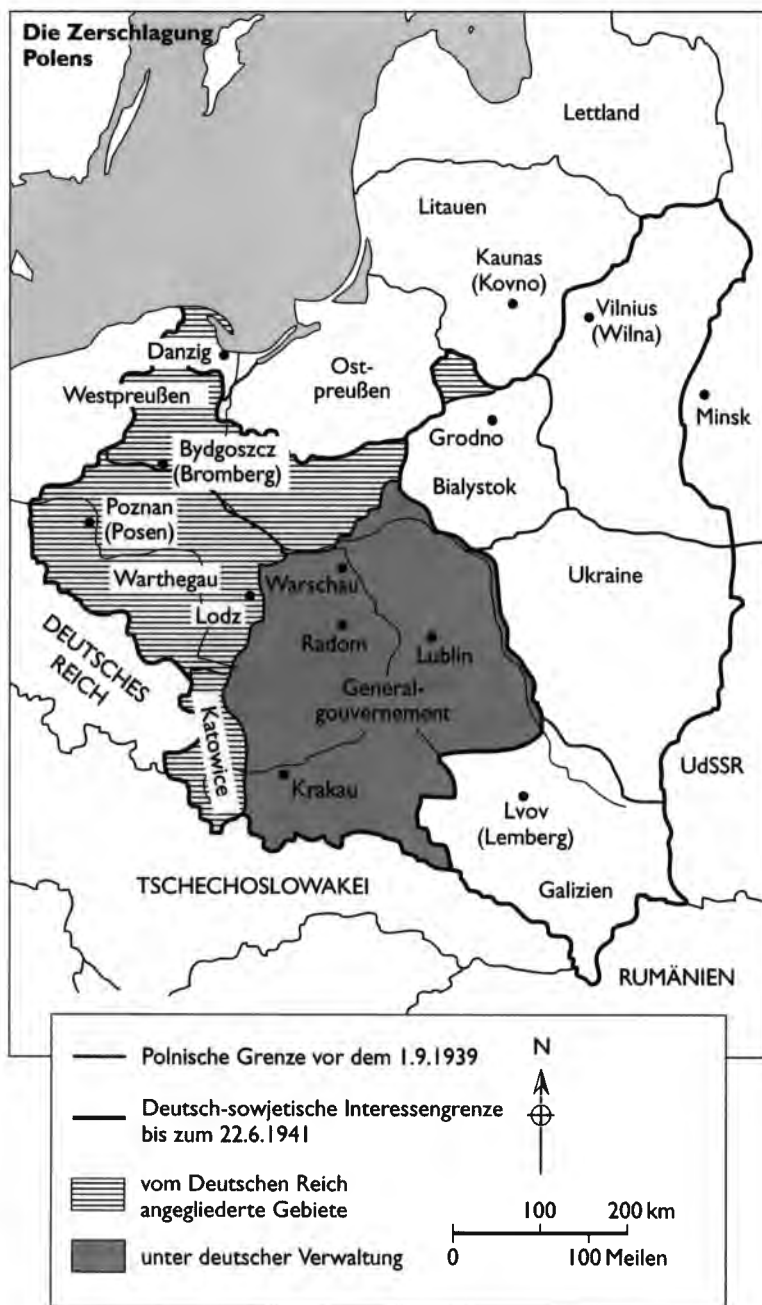 Die Zerschlagung
Polens
Lettland
Litauen
Kaunas
(Kovno)
Vilnius
(Wilna)
Danzig
Ost-
preußen
Westpreußen
Minsk
Grodno
Bydgoszcz
(Bromberg)
Bialystok
Poznan
(Posen)
Warthegau
Warschau
Ukraine
Lodz
Radom
Lublin
DEUTSCHES
REICH
General-
gouvernement
Katowice
UdSSR
Krakau
Lvov
(Lemberg)
TSCHECHOSLOWAKEI
Galizien
RUMÄNIEN
Polnische Grenze vor dem 1.9.1939
N
Deutsch-sowjetische Interessengrenze
bis zum 22.6.1941
vom Deutschen Reich
angegliederte Gebiete
100 200 km
unter deutscher Verwaltung
0 100 Meilen